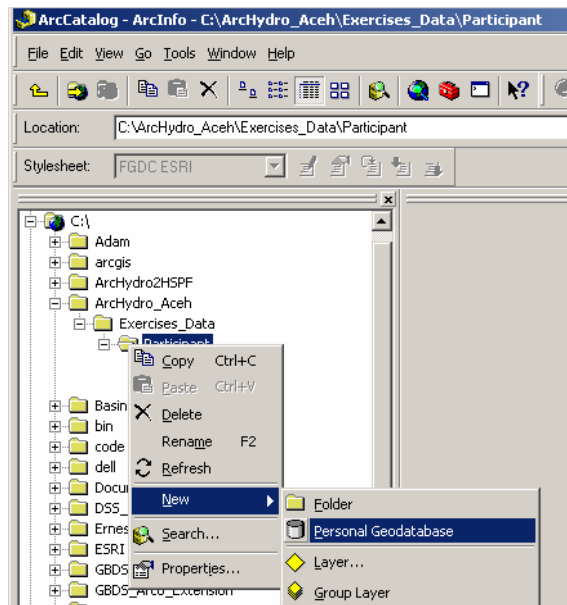 ArcCatalog - ArcInfo - C:\ArcHydro_Aceh\Exercises_Data\Participant
File Edit View Go Tools Window Help
Location: C:\ArcHydro_Aceh\Exercises_Data\Participant
Stylesheet: FGDC ESRI
C:\
Adam
arcgis
ArcHydro2HSPF
ArcHydro_Aceh
Exercises_Data
Participant
Copy Ctrl+C
Paste Ctrl+V
Basin
Delete
bin
Rename F2
code
dell
Refresh
Docu
New
Folder
DSS_
Personal Geodatabase
Ernes
Search...
ESRI
Layer...
GBDS
Properties...
Group Layer
GBDS_Arco_Extension